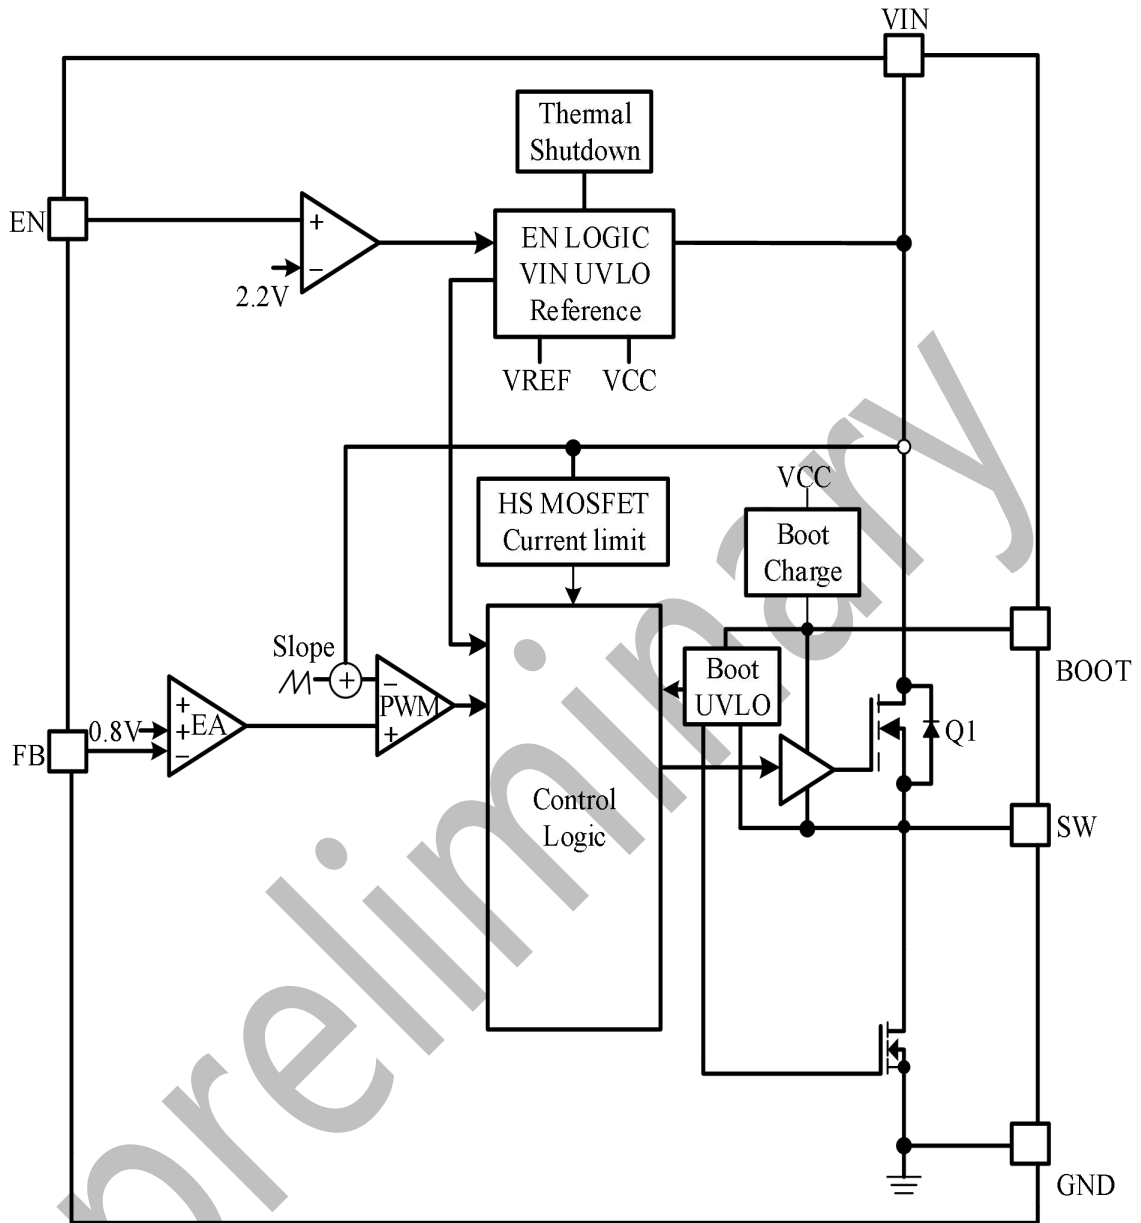 VIN
Thermal
Shutdown
EN
+
−
2.2V
EN LOGIC
VIN UVLO
Reference
VREF
VCC
HS MOSFET
Current limit
VCC
Boot
Charge
BOOT
Slope
+
−
PWM
+
Boot
UVLO
Q1
0.8V
+
+
−
EA
FB
Control
Logic
SW
GND
preliminary